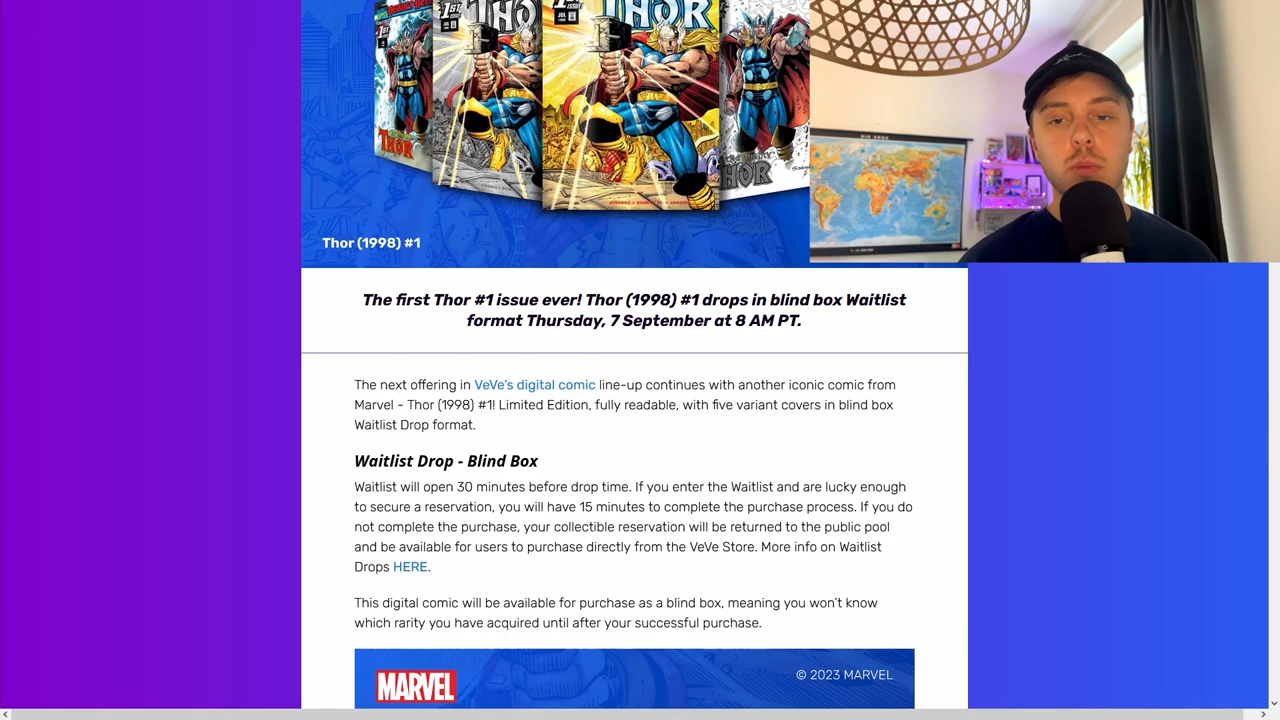 1st ISSUE
THO
1st ISSUE
THOR
THOR
THOR
Thor (1998) #1
The first Thor #1 issue ever! Thor (1998) #1 drops in blind box Waitlist
format Thursday, 7 September at 8 AM PT.
The next offering in VeVe's digital comic line-up continues with another iconic comic from
Marvel - Thor (1998) #1! Limited Edition, fully readable, with five variant covers in blind box
Waitlist Drop format.
Waitlist Drop - Blind Box
Waitlist will open 30 minutes before drop time. If you enter the Waitlist and are lucky enough
to secure a reservation, you will have 15 minutes to complete the purchase process. If you do
not complete the purchase, your collectible reservation will be returned to the public pool
and be available for users to purchase directly from the VeVe Store. More info on Waitlist
Drops HERE.
This digital comic will be available for purchase as a blind box, meaning you won't know
which rarity you have acquired until after your successful purchase.
MARVEL
© 2023 MARVEL